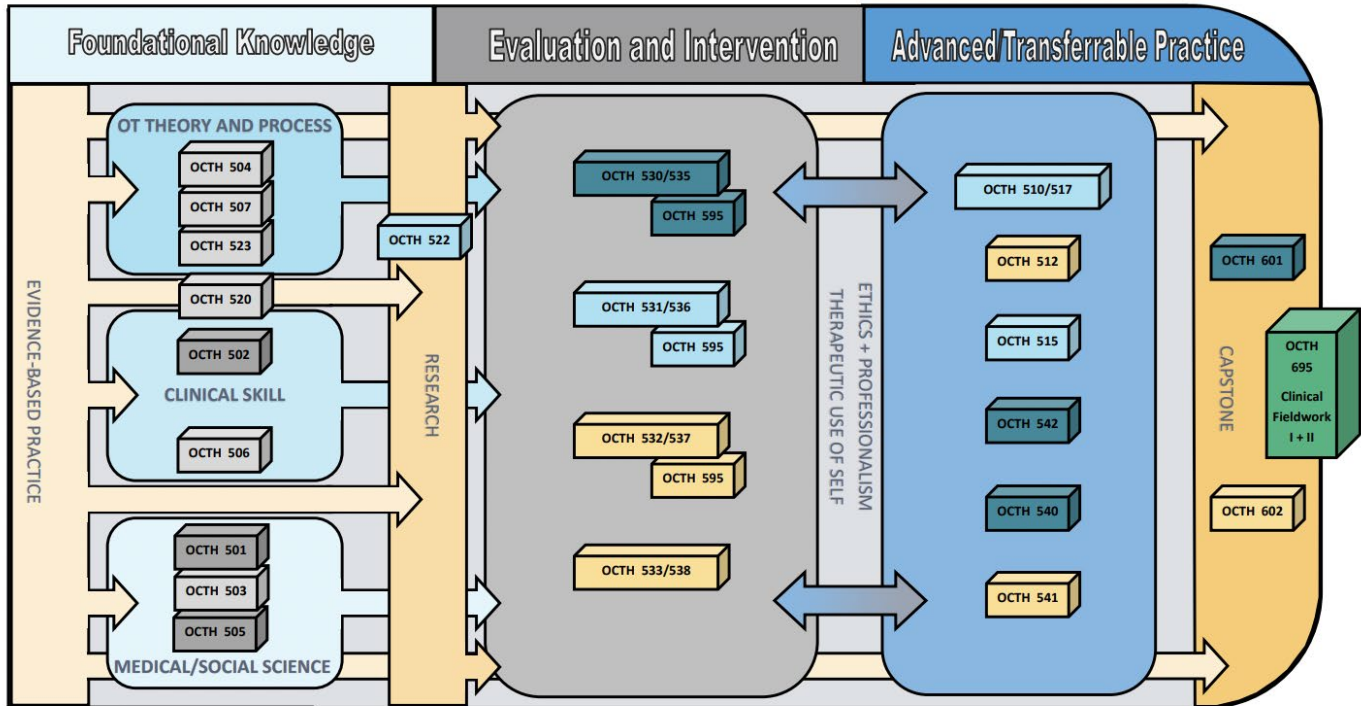 Foundational Knowledge
Evaluation and Intervention
Advanced/Transferrable Practice
EVIDENCE-BASED PRACTICE
OT THEORY AND PROCESS
OCTH 504
OCTH 507
OCTH 523
OCTH 520
OCTH 502
CLINICAL SKILL
OCTH 506
OCTH 501
OCTH 503
OCTH 505
MEDICAL/SOCIAL SCIENCE
OCTH 522
RESEARCH
OCTH 530/535
OCTH 595
OCTH 531/536
OCTH 595
OCTH 532/537
OCTH 595
OCTH 533/538
ETHICS + PROFESSIONALISM
THERAPEUTIC USE OF SELF
OCTH 510/517
OCTH 512
OCTH 515
OCTH 542
OCTH 540
OCTH 541
CAPSTONE
OCTH 601
OCTH 602
OCTH
695
Clinical
Fieldwork
I + II